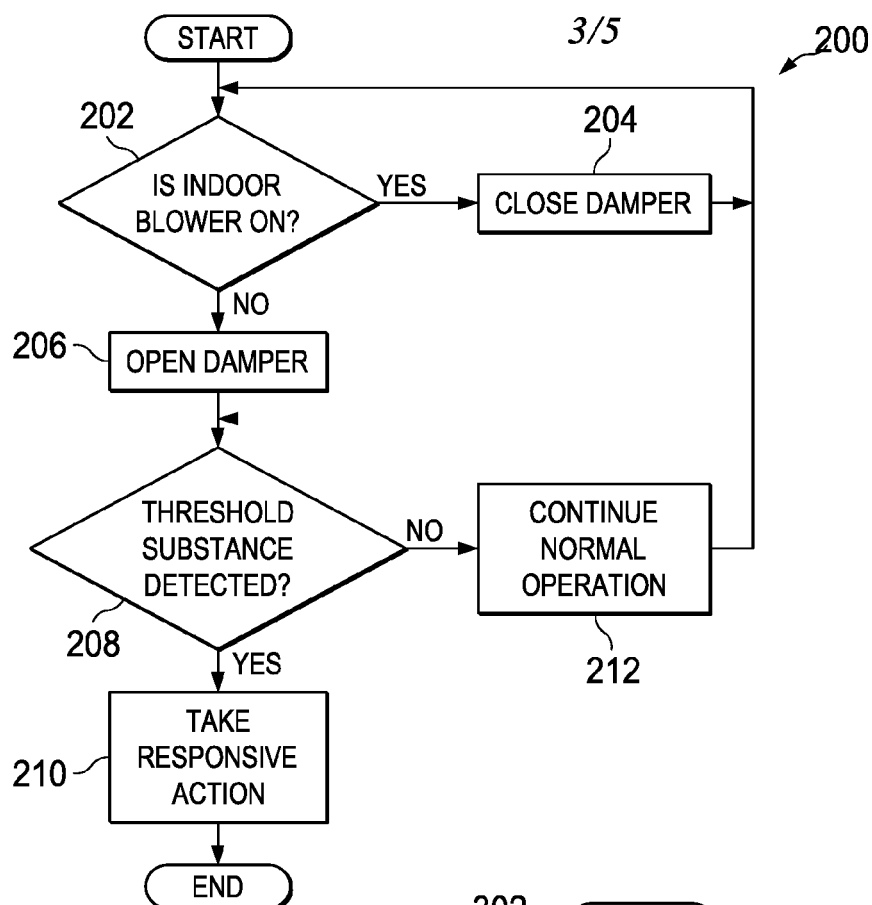 START
3/5
200
202
204
IS INDOOR
BLOWER ON?
YES
CLOSE DAMPER
NO
206
OPEN DAMPER
THRESHOLD
SUBSTANCE
DETECTED?
NO
CONTINUE
NORMAL
OPERATION
208
YES
212
TAKE
RESPONSIVE
ACTION
210
END
302